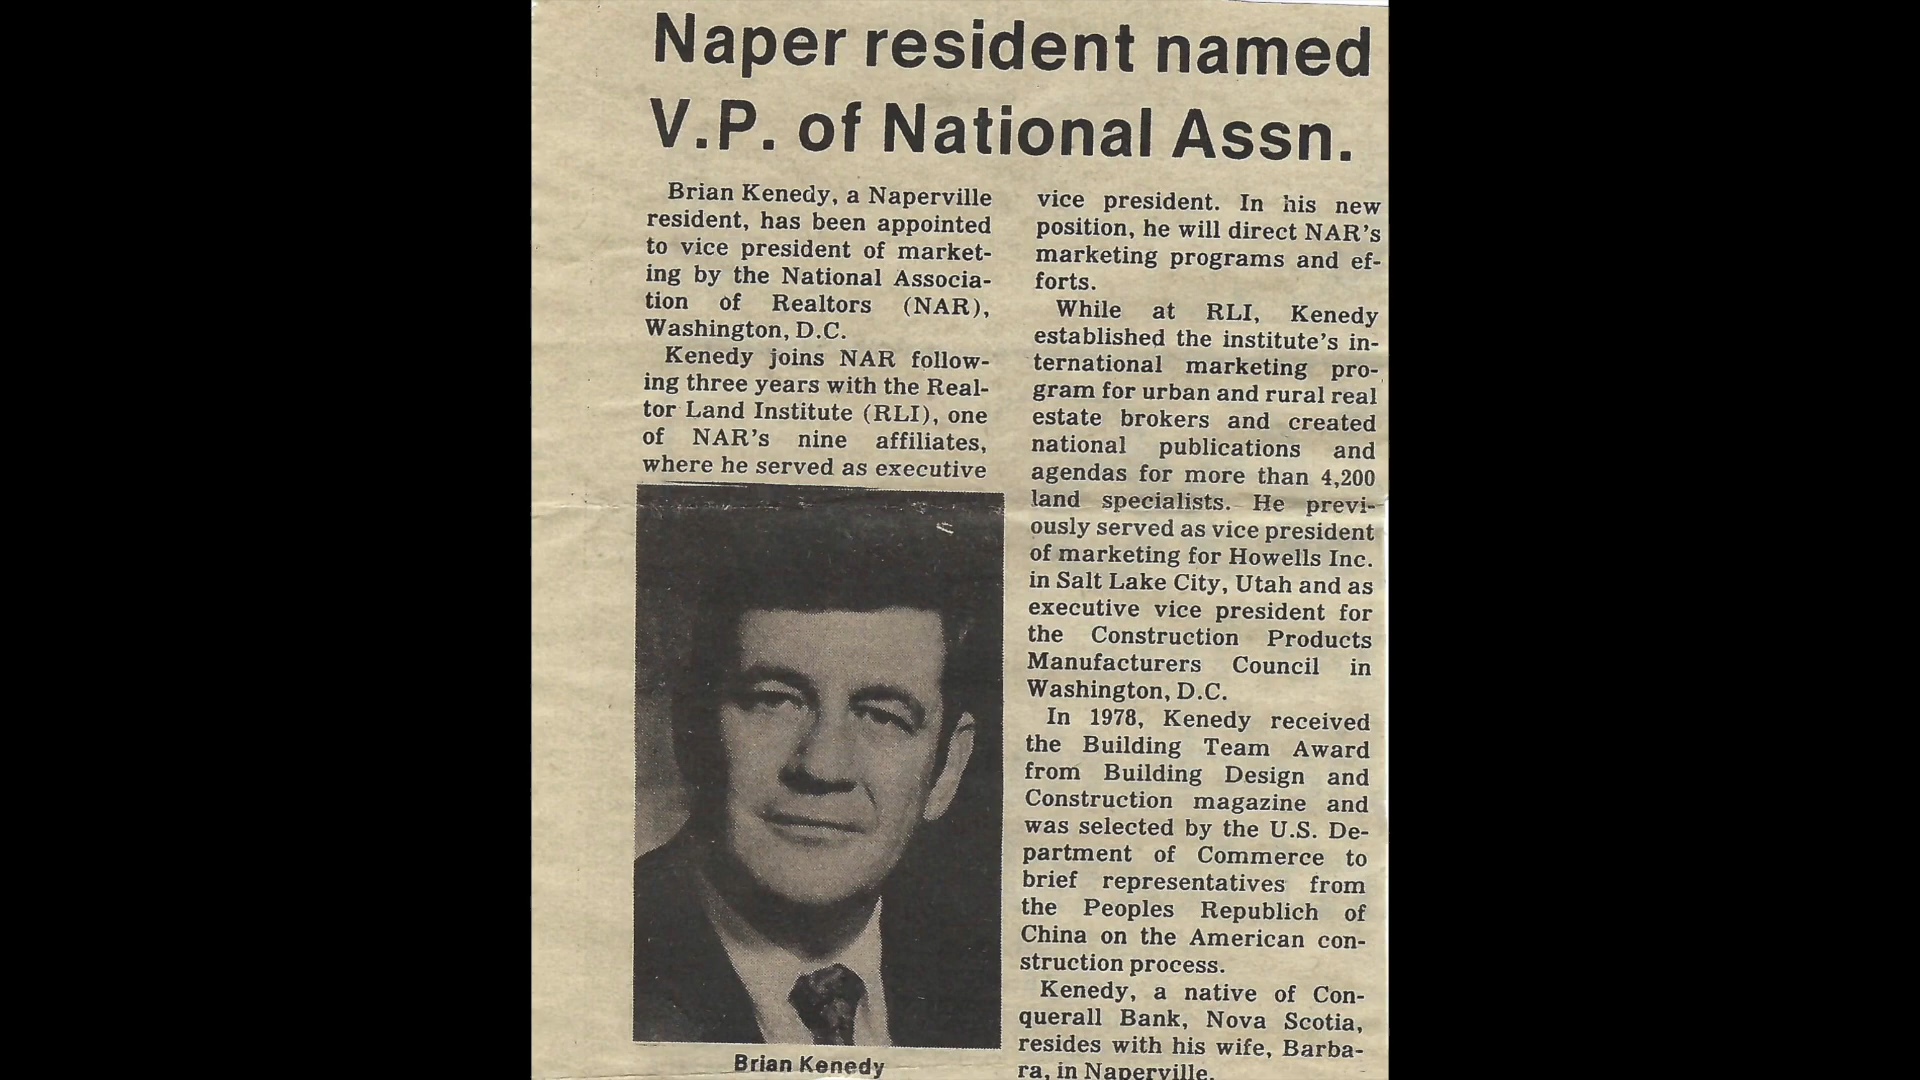 Naper resident named
V.P. of National Assn.
Brian Kenedy, a Naperville
resident, has been appointed
to vice president of market-
ing by the National Associa-
tion of Realtors (NAR),
Washington, D.C.
Kenedy joins NAR follow-
ing three years with the Real-
tor Land Institute (RLI), one
of NAR's nine affiliates,
where he served as executive
Brian Kenedy
vice president. In his new
position, he will direct NAR's
marketing programs and ef-
forts.
While at RLI, Kenedy
established the institute's in-
ternational marketing pro-
gram for urban and rural real
estate brokers and created
national publications and
agendas for more than 4,200
land specialists. He previ-
ously served as vice president
of marketing for Howells Inc.
in Salt Lake City, Utah and as
executive vice president for
the Construction Products
Manufacturers Council in
Washington, D.C.
In 1978, Kenedy received
the Building Team Award
from Building Design and
Construction magazine and
was selected by the U.S. De-
partment of Commerce to
brief representatives from
the Peoples Republich of
China on the American con-
struction process.
Kenedy, a native of Con-
querall Bank, Nova Scotia,
resides with his wife, Barba-
ra, in Naperville.